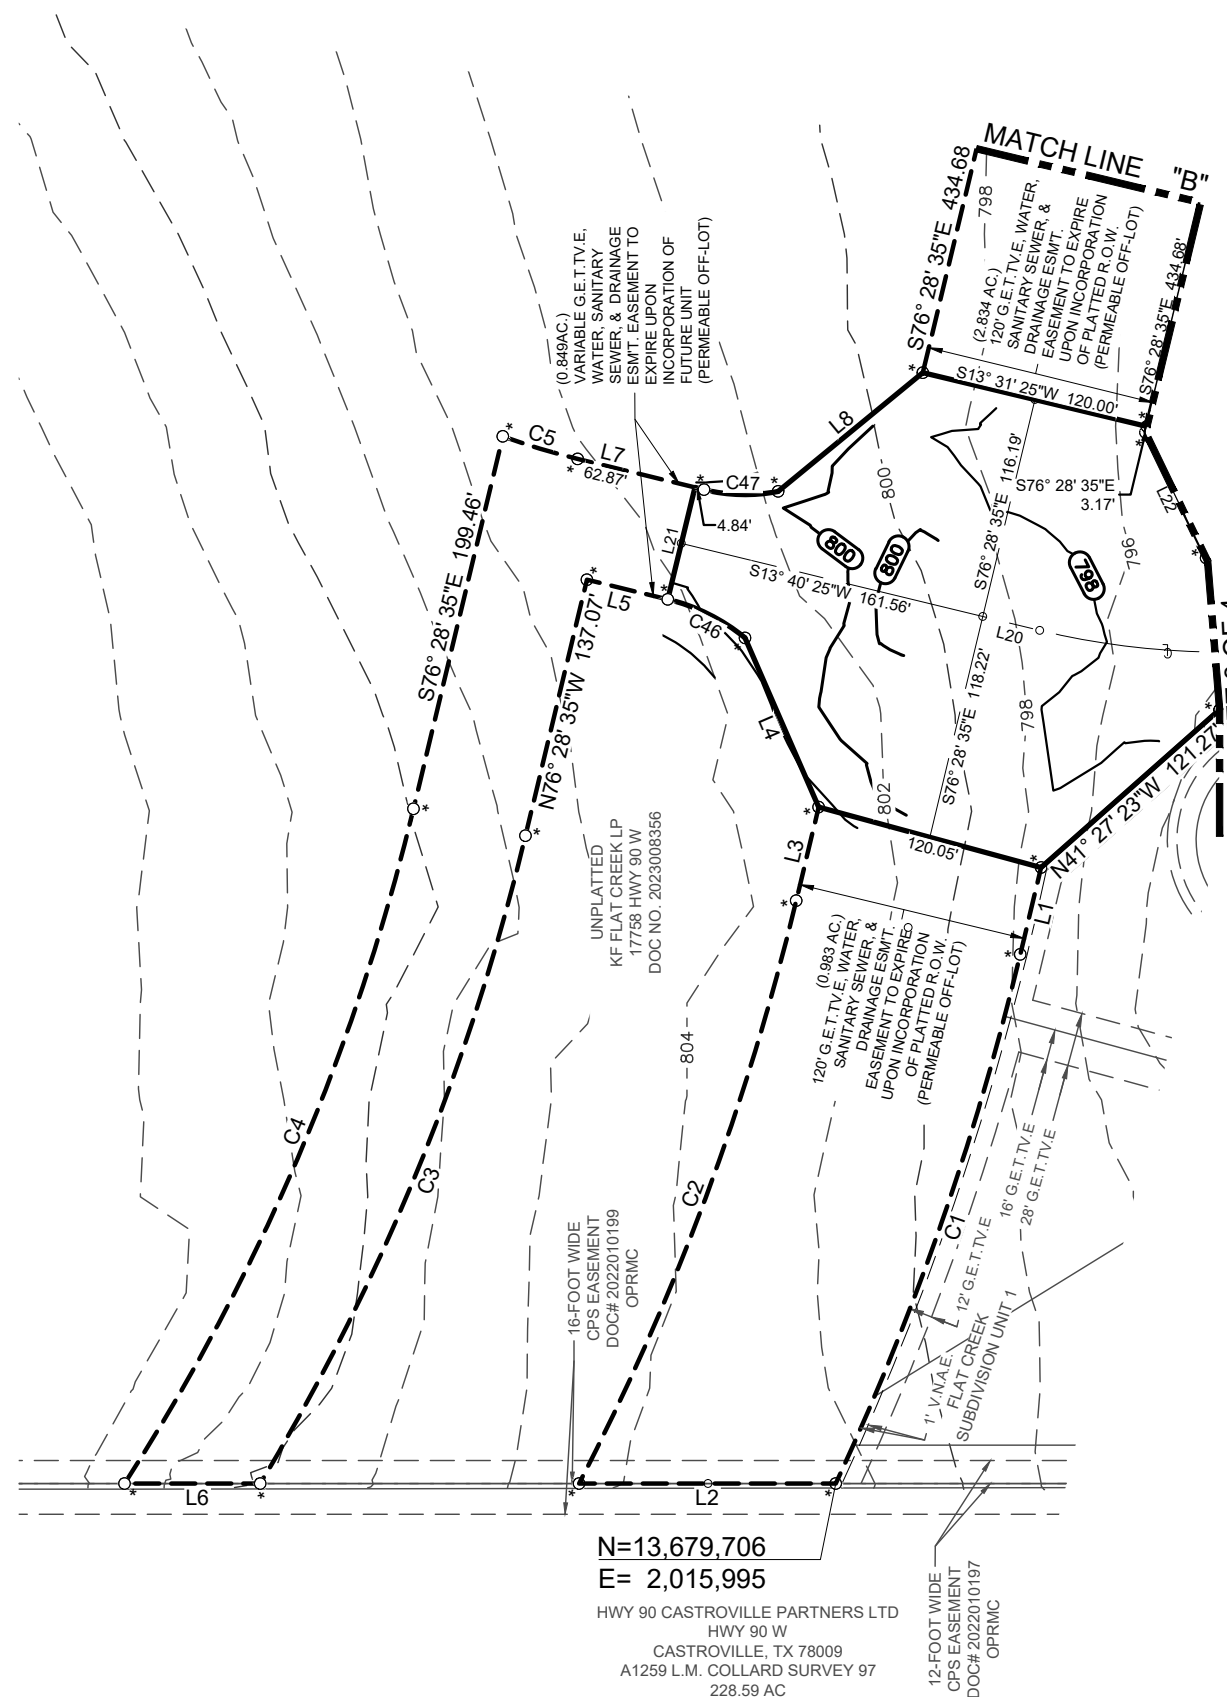 MATCH LINE "B"
S76° 28' 35"E 434.68
798
(2.834 AC.)
120' G.E.T.TV.E, WATER,
SANITARY SEWER, &
DRAINAGE ESM'T.
EASEMENT TO EXPIRE
UPON INCORPORATION
OF PLATTED R.O.W.
(PERMEABLE OFF-LOT)
S76° 28' 35"E 434.68'
(0.849AC.)
VARIABLE G.E.T.TV.E,
WATER, SANITARY
SEWER, & DRAINAGE
ESM'T. EASEMENT TO
EXPIRE UPON
INCORPORATION OF
FUTURE UNIT
(PERMEABLE OFF-LOT)
S13° 31' 25"W 120.00'
L8
C5
L7
62.87'
C47
4.84'
L21
800
S76° 28' 35"E 116.19'
S76° 28' 35"E
3.17'
L22
796
800
800
798
S13° 40' 25"W 161.56'
L5
C46
L20
L4
S76° 28' 35"E 118.22'
798
802
S76° 28' 35"E 199.46'
N76° 28' 35"W 137.07'
N41° 27' 23"W 121.27'
120.05'
L3
L1
UNPLATTED
KF FLAT CREEK LP
17758 HWY 90 W
DOC NO. 2023008356
(0.983 AC.)
120' G.E.T.TV.E, WATER,
SANITARY SEWER, &
DRAINAGE ESM'T.
EASEMENT TO EXPIRE
UPON INCORPORATION
OF PLATTED R.O.W.
(PERMEABLE OFF-LOT)
804
C4
C3
C2
C1
16' G.E.T.TV.E
28' G.E.T.TV.E
12' G.E.T.TV.E
1' V.N.A.E.
FLAT CREEK
SUBDIVISION UNIT 1
16-FOOT WIDE
CPS EASEMENT
DOC# 2022010199
OPRMC
L6
L2
N=13,679,706
E= 2,015,995
HWY 90 CASTROVILLE PARTNERS LTD
HWY 90 W
CASTROVILLE, TX 78009
A1259 L.M. COLLARD SURVEY 97
228.59 AC
12-FOOT WIDE
CPS EASEMENT
DOC# 2022010197
OPRMC